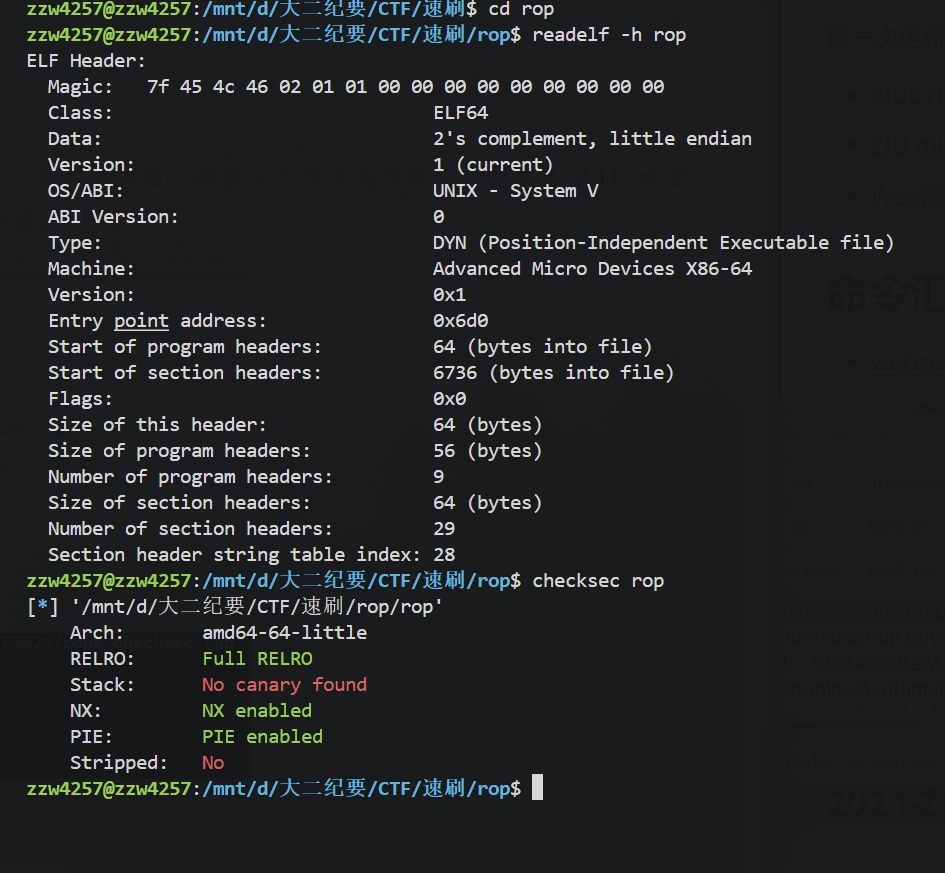 zzw4257@zzw4257:/mnt/d/大二纪要/CTF/速刷$ cd rop
zzw4257@zzw4257:/mnt/d/大二纪要/CTF/速刷/rop$ readelf -h rop
ELF Header:
  Magic:   7f 45 4c 46 02 01 01 00 00 00 00 00 00 00 00 00
  Class:                             ELF64
  Data:                              2's complement, little endian
  Version:                           1 (current)
  OS/ABI:                            UNIX - System V
  ABI Version:                       0
  Type:                              DYN (Position-Independent Executable file)
  Machine:                           Advanced Micro Devices X86-64
  Version:                           0x1
  Entry point address:               0x6d0
  Start of program headers:          64 (bytes into file)
  Start of section headers:          6736 (bytes into file)
  Flags:                             0x0
  Size of this header:               64 (bytes)
  Size of program headers:           56 (bytes)
  Number of program headers:         9
  Size of section headers:           64 (bytes)
  Number of section headers:         29
  Section header string table index: 28
zzw4257@zzw4257:/mnt/d/大二纪要/CTF/速刷/rop$ checksec rop
[*] '/mnt/d/大二纪要/CTF/速刷/rop/rop'
    Arch:       amd64-64-little
    RELRO:      Full RELRO
    Stack:      No canary found
    NX:         NX enabled
    PIE:        PIE enabled
    Stripped:   No
zzw4257@zzw4257:/mnt/d/大二纪要/CTF/速刷/rop$